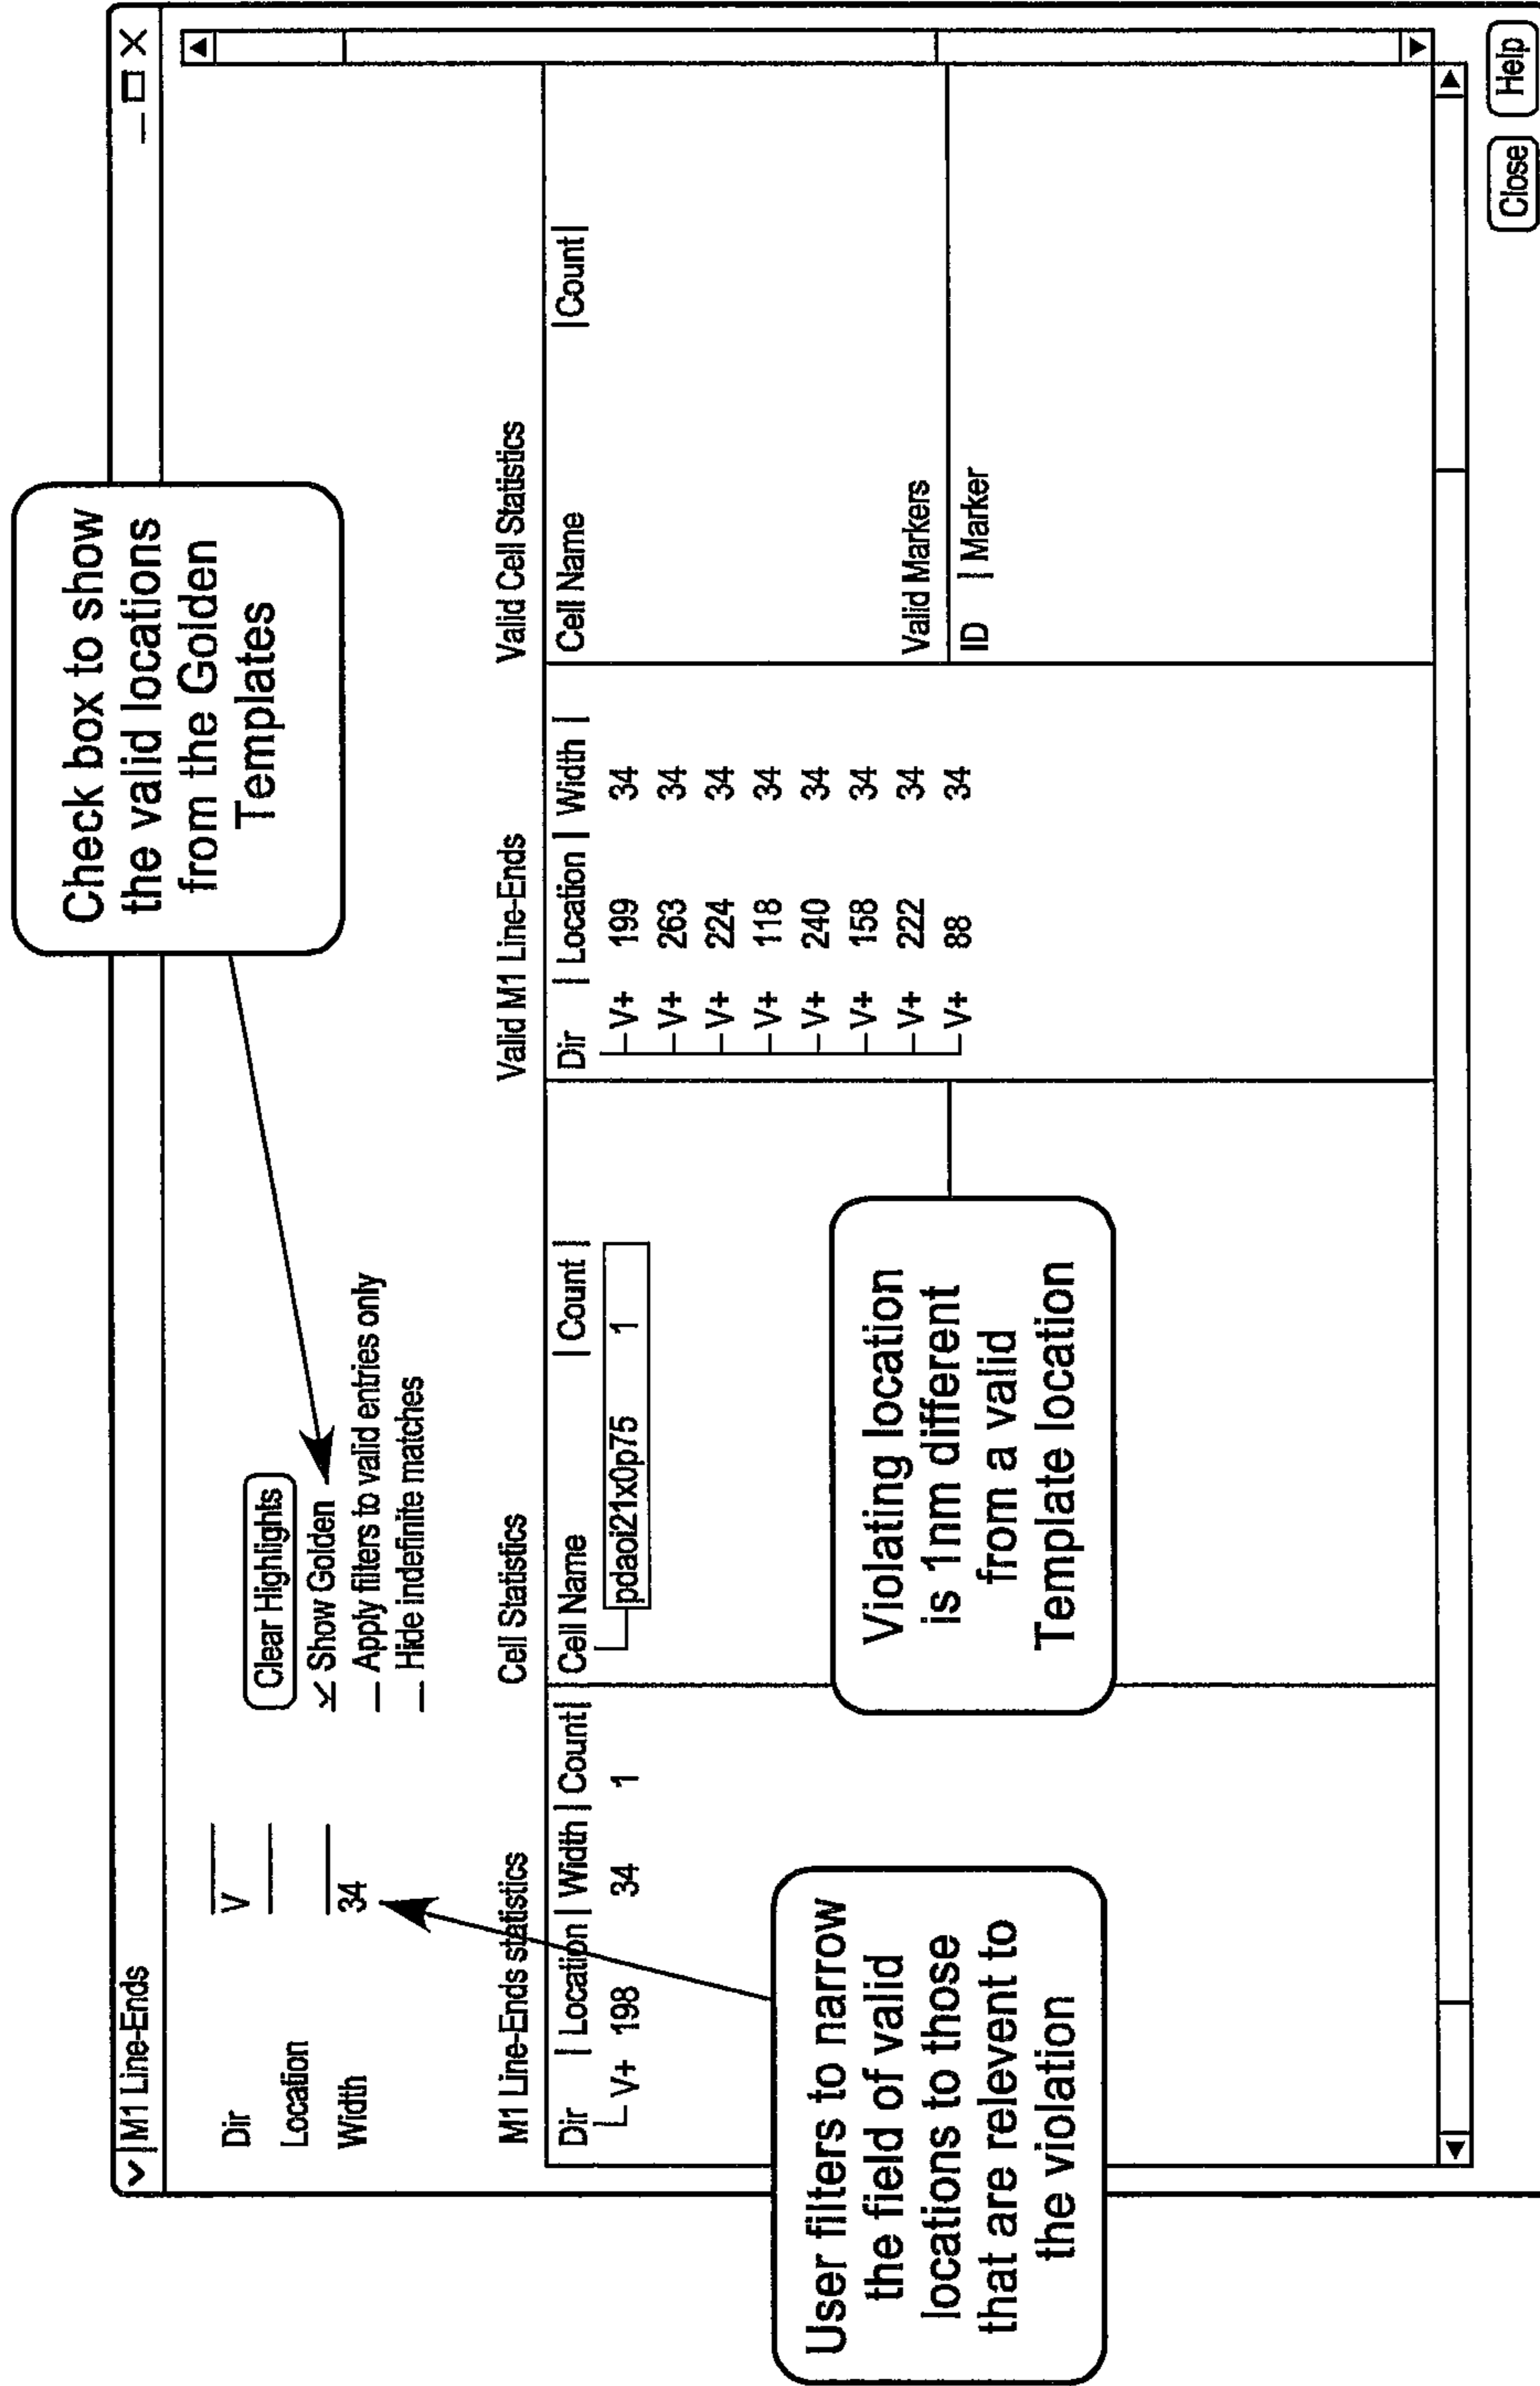 Check box to show
the valid locations
from the Golden
Templates
M1 Line-Ends
Dir V
Location
Width 34
Clear Highlights
Show Golden
Apply filters to valid entries only
Hide indefinite matches
M1 Line-Ends statistics
Dir | Location | Width | Count |
V+ 198 34 1
Cell Statistics
Cell Name | Count |
pdaoi21x0p75 1
Valid M1 Line-Ends
Dir | Location | Width |
V+ 199 34
V+ 263 34
V+ 224 34
V+ 118 34
V+ 240 34
V+ 158 34
V+ 222 34
V+ 88 34
Valid Cell Statistics
Cell Name | Count |
Valid Markers
ID | Marker
User filters to narrow
the field of valid
locations to those
that are relevent to
the violation
Violating location
is 1nm different
from a valid
Template location
Close Help